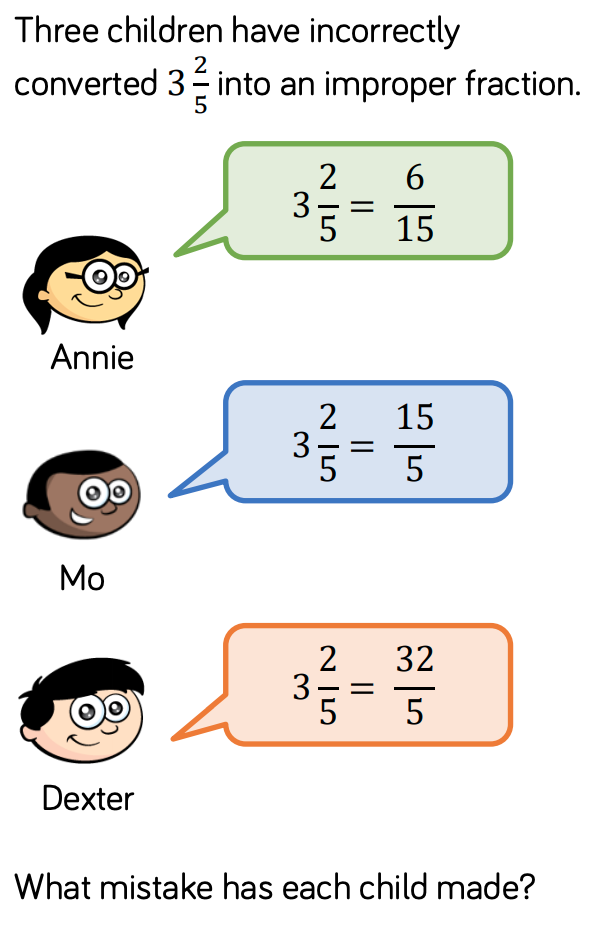 Three children have incorrectly
converted 3 2/5 into an improper fraction.
3 2/5 = 6/15
Annie
3 2/5 = 15/5
Mo
3 2/5 = 32/5
Dexter
What mistake has each child made?